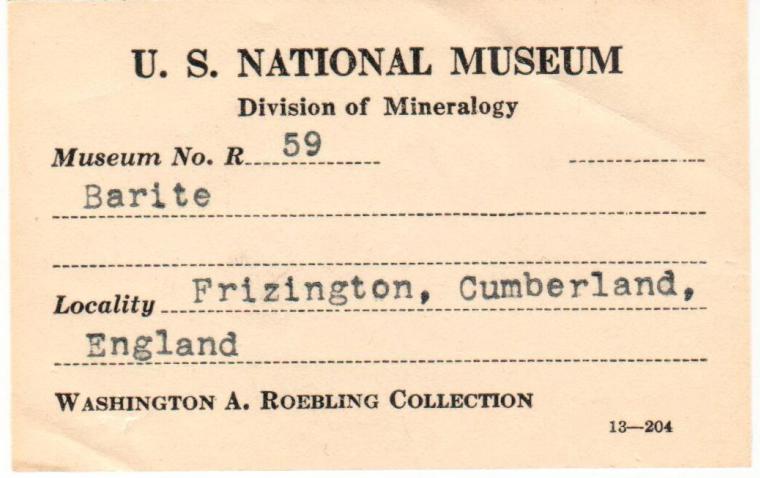 U. S. NATIONAL MUSEUM
Division of Mineralogy
Museum No. R 59
Barite
Locality Frizington, Cumberland,
England
WASHINGTON A. ROEBLING COLLECTION
13—204